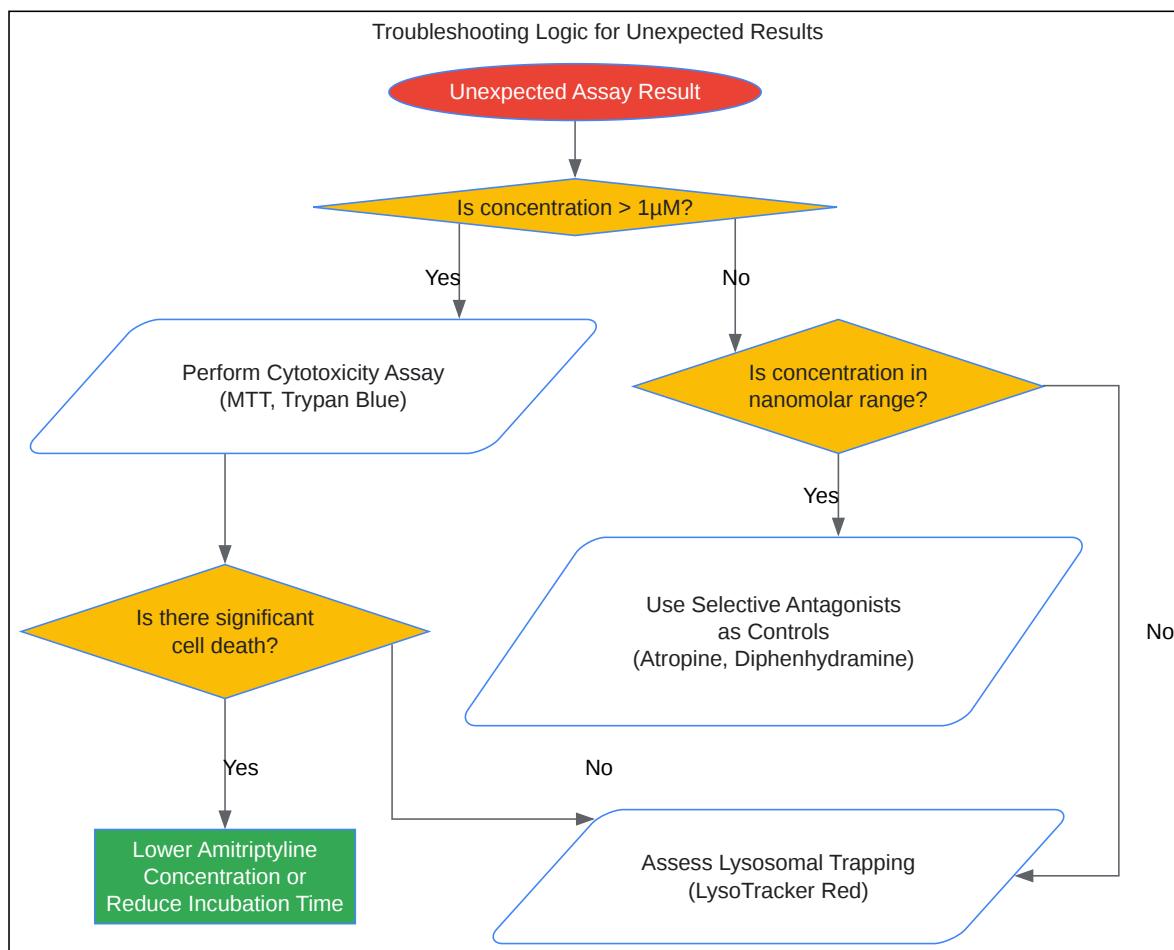 Troubleshooting Logic for Unexpected Results
Unexpected Assay Result
Is concentration > 1µM?
Yes
No
Perform Cytotoxicity Assay
(MTT, Trypan Blue)
Is concentration in
nanomolar range?
Yes
No
Use Selective Antagonists
as Controls
(Atropine, Diphenhydramine)
Is there significant
cell death?
Yes
No
Lower Amitriptyline
Concentration or
Reduce Incubation Time
Assess Lysosomal Trapping
(LysoTracker Red)